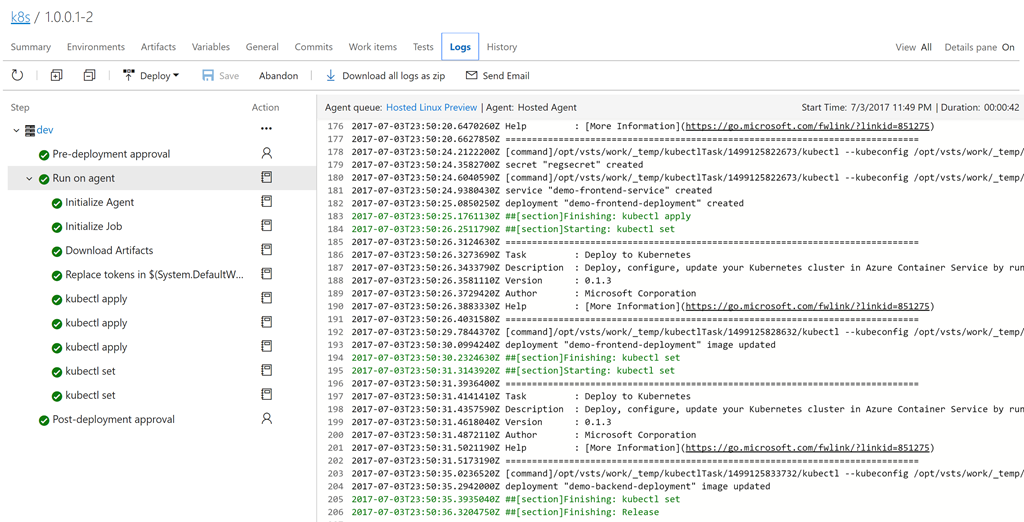 k8s / 1.0.0.1-2
Summary Environments Artifacts Variables General Commits Work items Tests Logs History View All Details pane On
Deploy Save Abandon Download all logs as zip Send Email
Step Action
Agent queue: Hosted Linux Preview | Agent: Hosted Agent Start Time: 7/3/2017 11:49 PM | Duration: 00:00:42
dev
Pre-deployment approval
Run on agent
Initialize Agent
Initialize Job
Download Artifacts
Replace tokens in $(System.DefaultW...
kubectl apply
kubectl apply
kubectl apply
kubectl set
kubectl set
Post-deployment approval
176 2017-07-03T23:50:20.6470260Z Help : [More Information](https://go.microsoft.com/fwlink/?linkid=851275)
177 2017-07-03T23:50:20.6627850Z ==============================================================================
178 2017-07-03T23:50:24.2122200Z [command]/opt/vsts/work/_temp/kubectlTask/1499125822673/kubectl --kubeconfig /opt/vsts/work/_temp/
179 2017-07-03T23:50:24.3582700Z secret "regsecret" created
180 2017-07-03T23:50:24.6040590Z [command]/opt/vsts/work/_temp/kubectlTask/1499125822673/kubectl --kubeconfig /opt/vsts/work/_temp/
181 2017-07-03T23:50:24.9380430Z service "demo-frontend-service" created
182 2017-07-03T23:50:25.0850250Z deployment "demo-frontend-deployment" created
183 2017-07-03T23:50:25.1761130Z ##[section]Finishing: kubectl apply
184 2017-07-03T23:50:26.2511790Z ##[section]Starting: kubectl set
185 2017-07-03T23:50:26.3124630Z ==============================================================================
186 2017-07-03T23:50:26.3273690Z Task : Deploy to Kubernetes
187 2017-07-03T23:50:26.3433790Z Description : Deploy, configure, update your Kubernetes cluster in Azure Container Service by run
188 2017-07-03T23:50:26.3581110Z Version : 0.1.3
189 2017-07-03T23:50:26.3729420Z Author : Microsoft Corporation
190 2017-07-03T23:50:26.3883330Z Help : [More Information](https://go.microsoft.com/fwlink/?linkid=851275)
191 2017-07-03T23:50:26.4031580Z ==============================================================================
192 2017-07-03T23:50:29.7844370Z [command]/opt/vsts/work/_temp/kubectlTask/1499125828632/kubectl --kubeconfig /opt/vsts/work/_temp/
193 2017-07-03T23:50:30.0994240Z deployment "demo-frontend-deployment" image updated
194 2017-07-03T23:50:30.2324630Z ##[section]Finishing: kubectl set
195 2017-07-03T23:50:31.3143920Z ##[section]Starting: kubectl set
196 2017-07-03T23:50:31.3936400Z ==============================================================================
197 2017-07-03T23:50:31.4141410Z Task : Deploy to Kubernetes
198 2017-07-03T23:50:31.4357590Z Description : Deploy, configure, update your Kubernetes cluster in Azure Container Service by run
199 2017-07-03T23:50:31.4618040Z Version : 0.1.3
200 2017-07-03T23:50:31.4872110Z Author : Microsoft Corporation
201 2017-07-03T23:50:31.5021190Z Help : [More Information](https://go.microsoft.com/fwlink/?linkid=851275)
202 2017-07-03T23:50:31.5173190Z ==============================================================================
203 2017-07-03T23:50:35.0236520Z [command]/opt/vsts/work/_temp/kubectlTask/1499125833732/kubectl --kubeconfig /opt/vsts/work/_temp/
204 2017-07-03T23:50:35.2942000Z deployment "demo-backend-deployment" image updated
205 2017-07-03T23:50:35.3935040Z ##[section]Finishing: kubectl set
206 2017-07-03T23:50:36.3204750Z ##[section]Finishing: Release